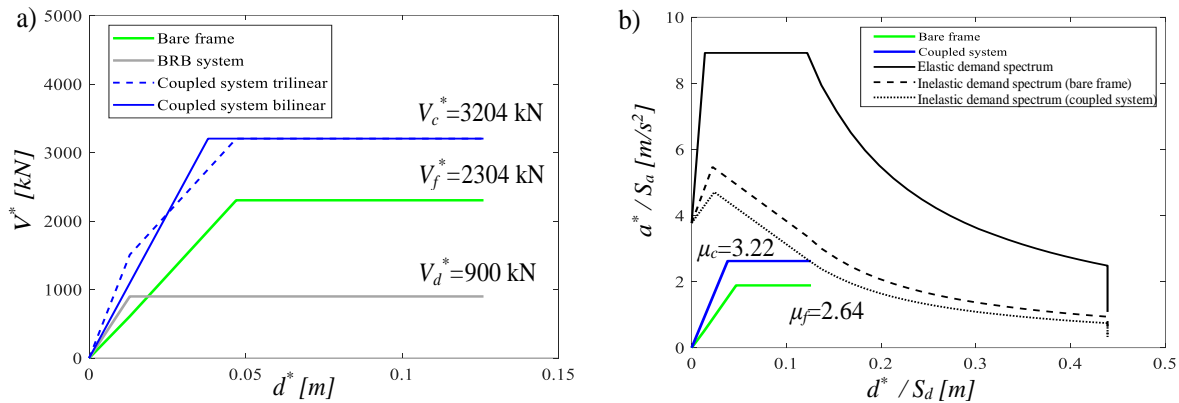 a)
5000
4000
3000
2000
1000
0
V* [kN]
Bare frame
BRB system
Coupled system trilinear
Coupled system bilinear
V_c*=3204 kN
V_f*=2304 kN
V_d*=900 kN
0
0.05
0.1
0.15
d* [m]
b)
10
8
6
4
2
0
a* / S_a [m/s²]
Bare frame
Coupled system
Elastic demand spectrum
Inelastic demand spectrum (bare frame)
Inelastic demand spectrum (coupled system)
μ_c=3.22
μ_f=2.64
0
0.1
0.2
0.3
0.4
0.5
d* / S_d [m]